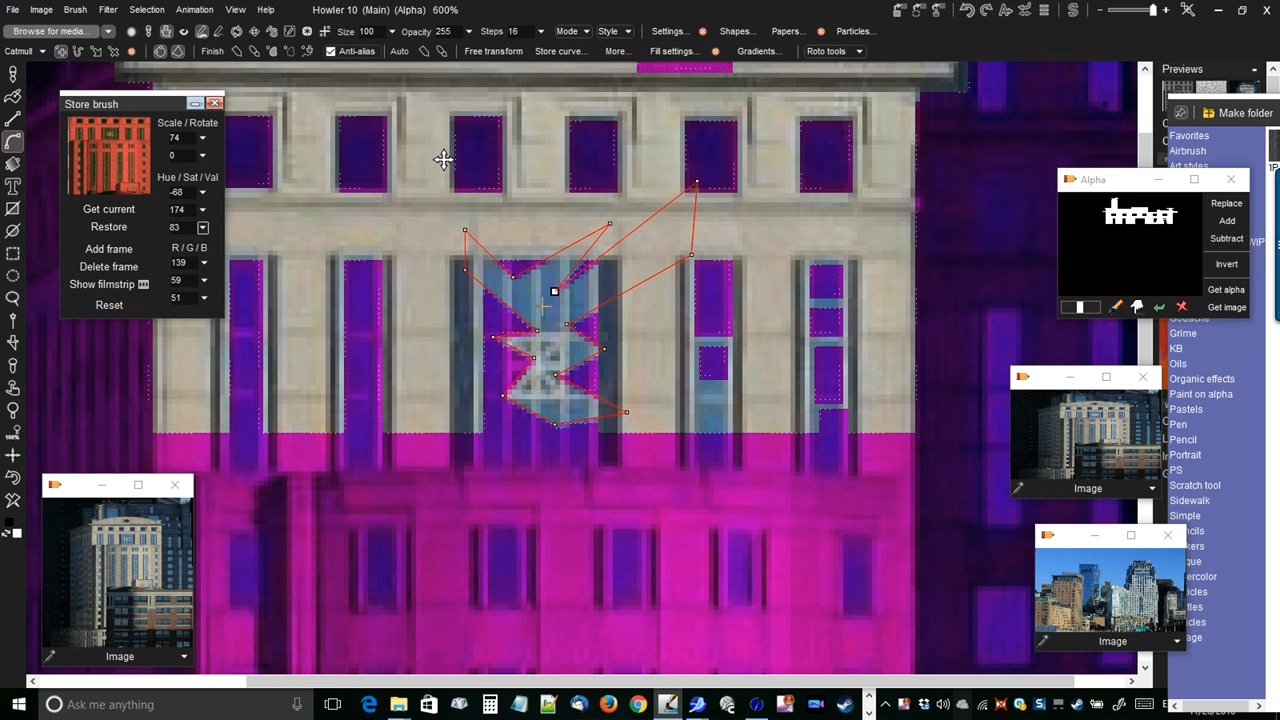 File Image Brush Filter Selection Animation View Help Howler 10 (Main) (Alpha) 600%
Browse for media... Size 100 Opacity 255 Steps 16 Mode Style Settings... Shapes... Papers... Particles...
Catmull Finish Anti-alias Auto Free transform Store curve... More... Fill settings... Gradients... Roto tools
Previews
Store brush
Scale / Rotate
74
0
Hue / Sat / Val
-68
Get current 174
Restore 83
Add frame R / G / B
Delete frame 139
Show filmstrip 59
Reset 51
Make folder
Favorites
Airbrush
Art styles
Alpha
Replace
Add
Subtract
Invert
Get alpha
Get image
Grime
KB
Oils
Organic effects
Paint on alpha
Pastels
Pen
Pencil
Portrait
PS
Scratch tool
Sidewalk
Simple
Image
Image
Image
100%
Ask me anything